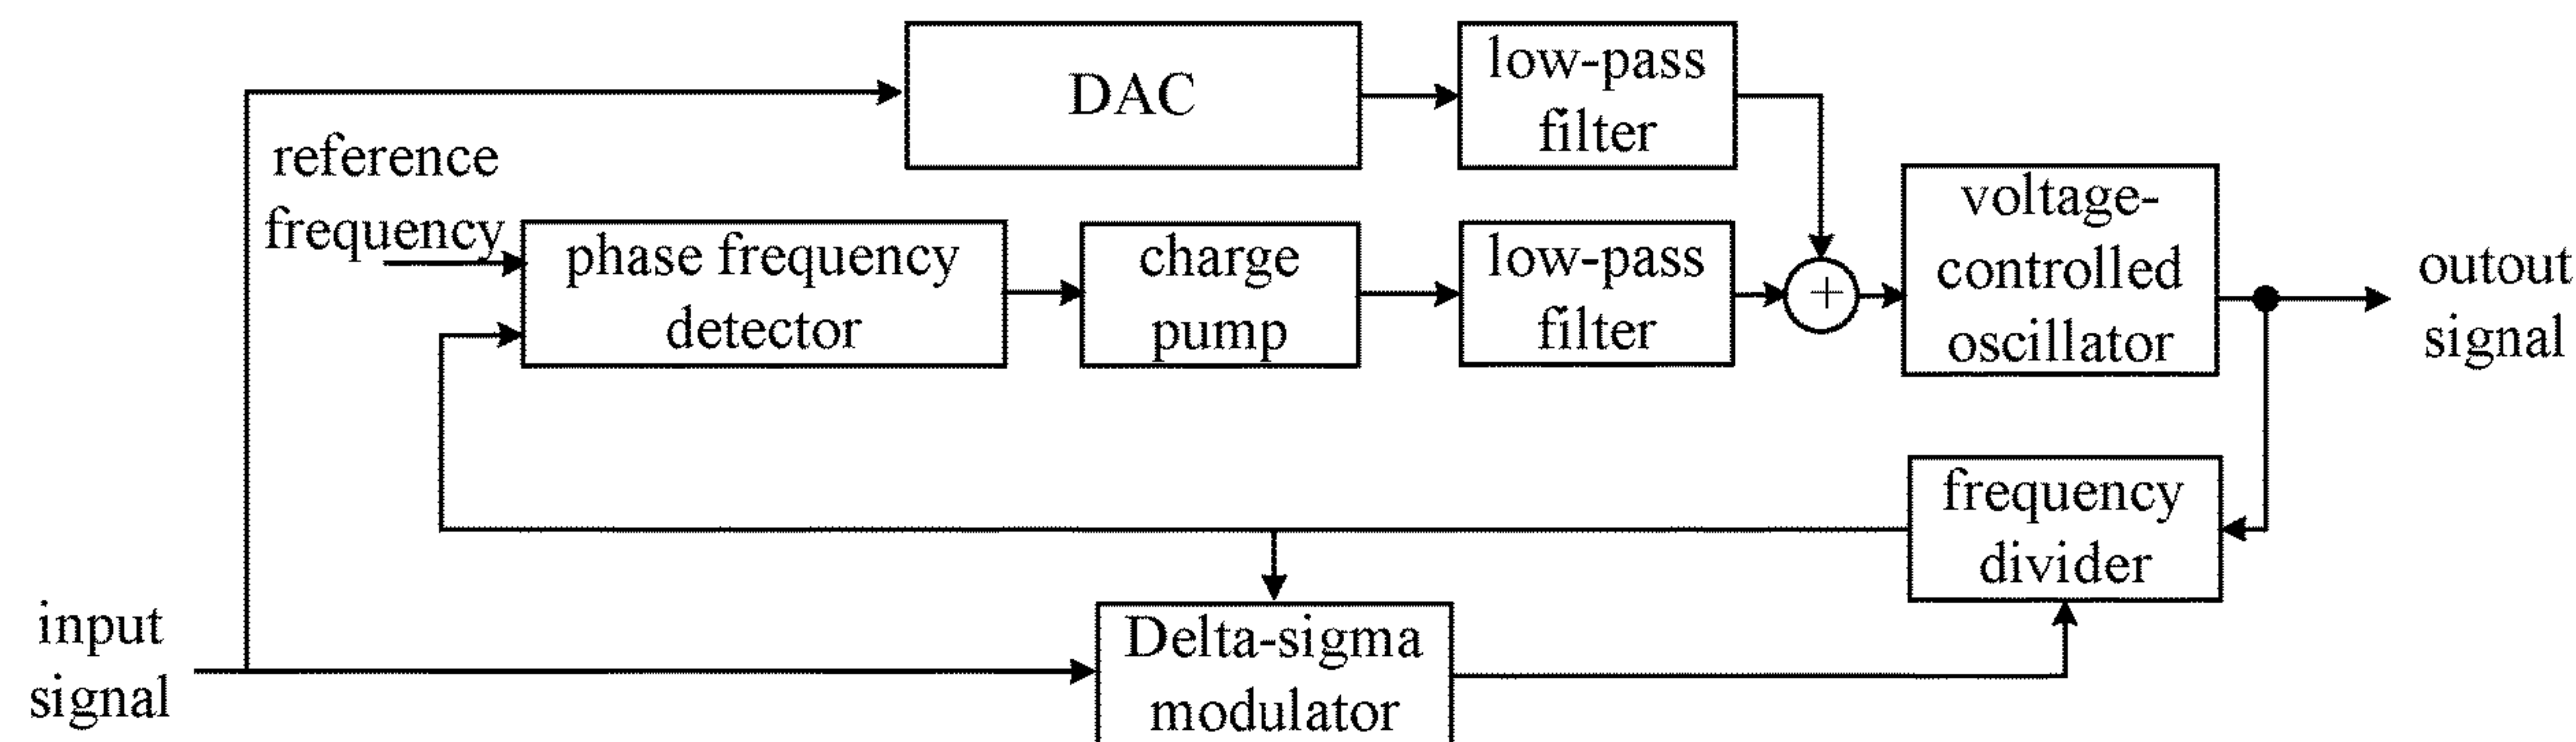 DAC
low-pass
filter
reference
frequency
phase frequency
detector
charge
pump
low-pass
filter
+
voltage-
controlled
oscillator
outout
signal
frequency
divider
input
signal
Delta-sigma
modulator